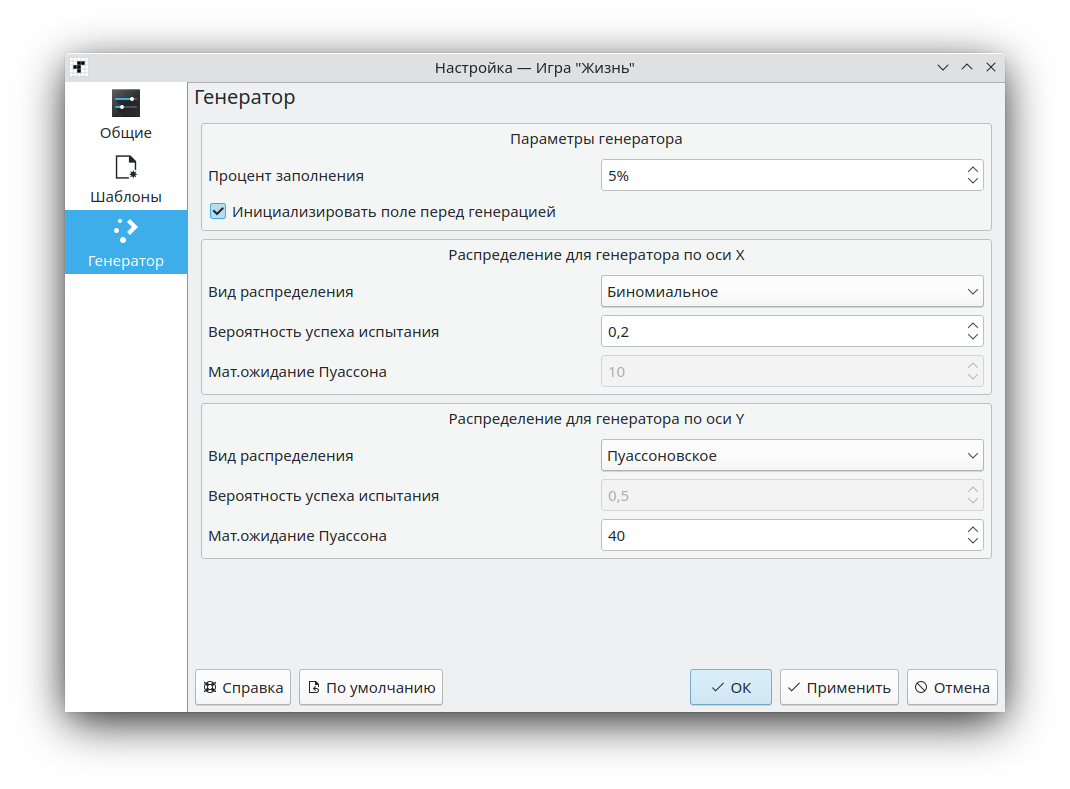 Настройка — Игра "Жизнь"
Общие
Шаблоны
Генератор
Генератор
Параметры генератора
Процент заполнения 5%
Инициализировать поле перед генерацией
Распределение для генератора по оси X
Вид распределения Биномиальное
Вероятность успеха испытания 0,2
Мат.ожидание Пуассона 10
Распределение для генератора по оси Y
Вид распределения Пуассоновское
Вероятность успеха испытания 0,5
Мат.ожидание Пуассона 40
Справка По умолчанию ОК Применить Отмена